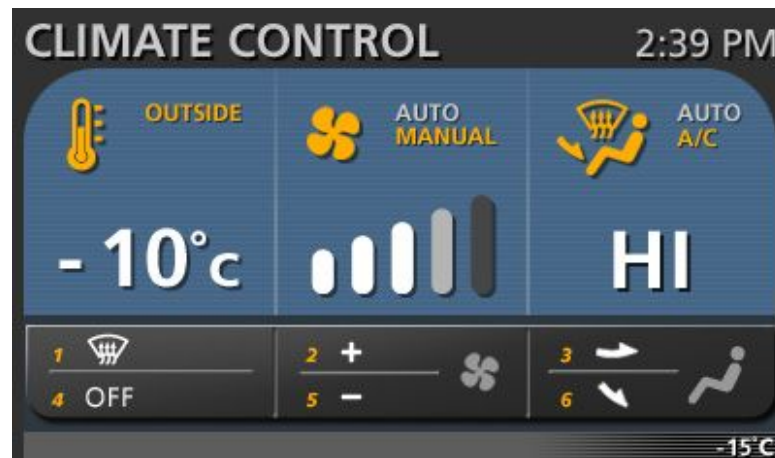 CLIMATE CONTROL 2:39 PM
OUTSIDE
AUTO
MANUAL
AUTO
A/C
- 10°C
HI
1
2 +
3
4 OFF
5 −
6
-15°C